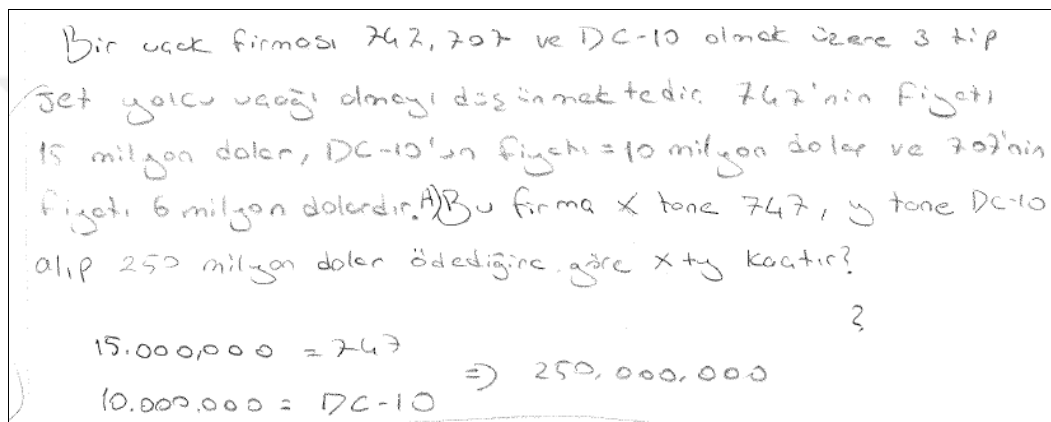 Bir uçak firması 747, 707 ve DC-10 olmak üzere 3 tip
jet yolcu uçağı almayı düşünmektedir. 747'nin fiyatı
15 milyon dolar, DC-10'un fiyatı = 10 milyon dolar ve 707'nin
fiyatı 6 milyon dolardır. A) Bu firma x tane 747, y tane DC-10
alıp 250 milyon dolar ödediğine göre x+y kaçtır?
?
15.000,000 = 747
⇒ 250,000,000
10.000.000 = DC-10